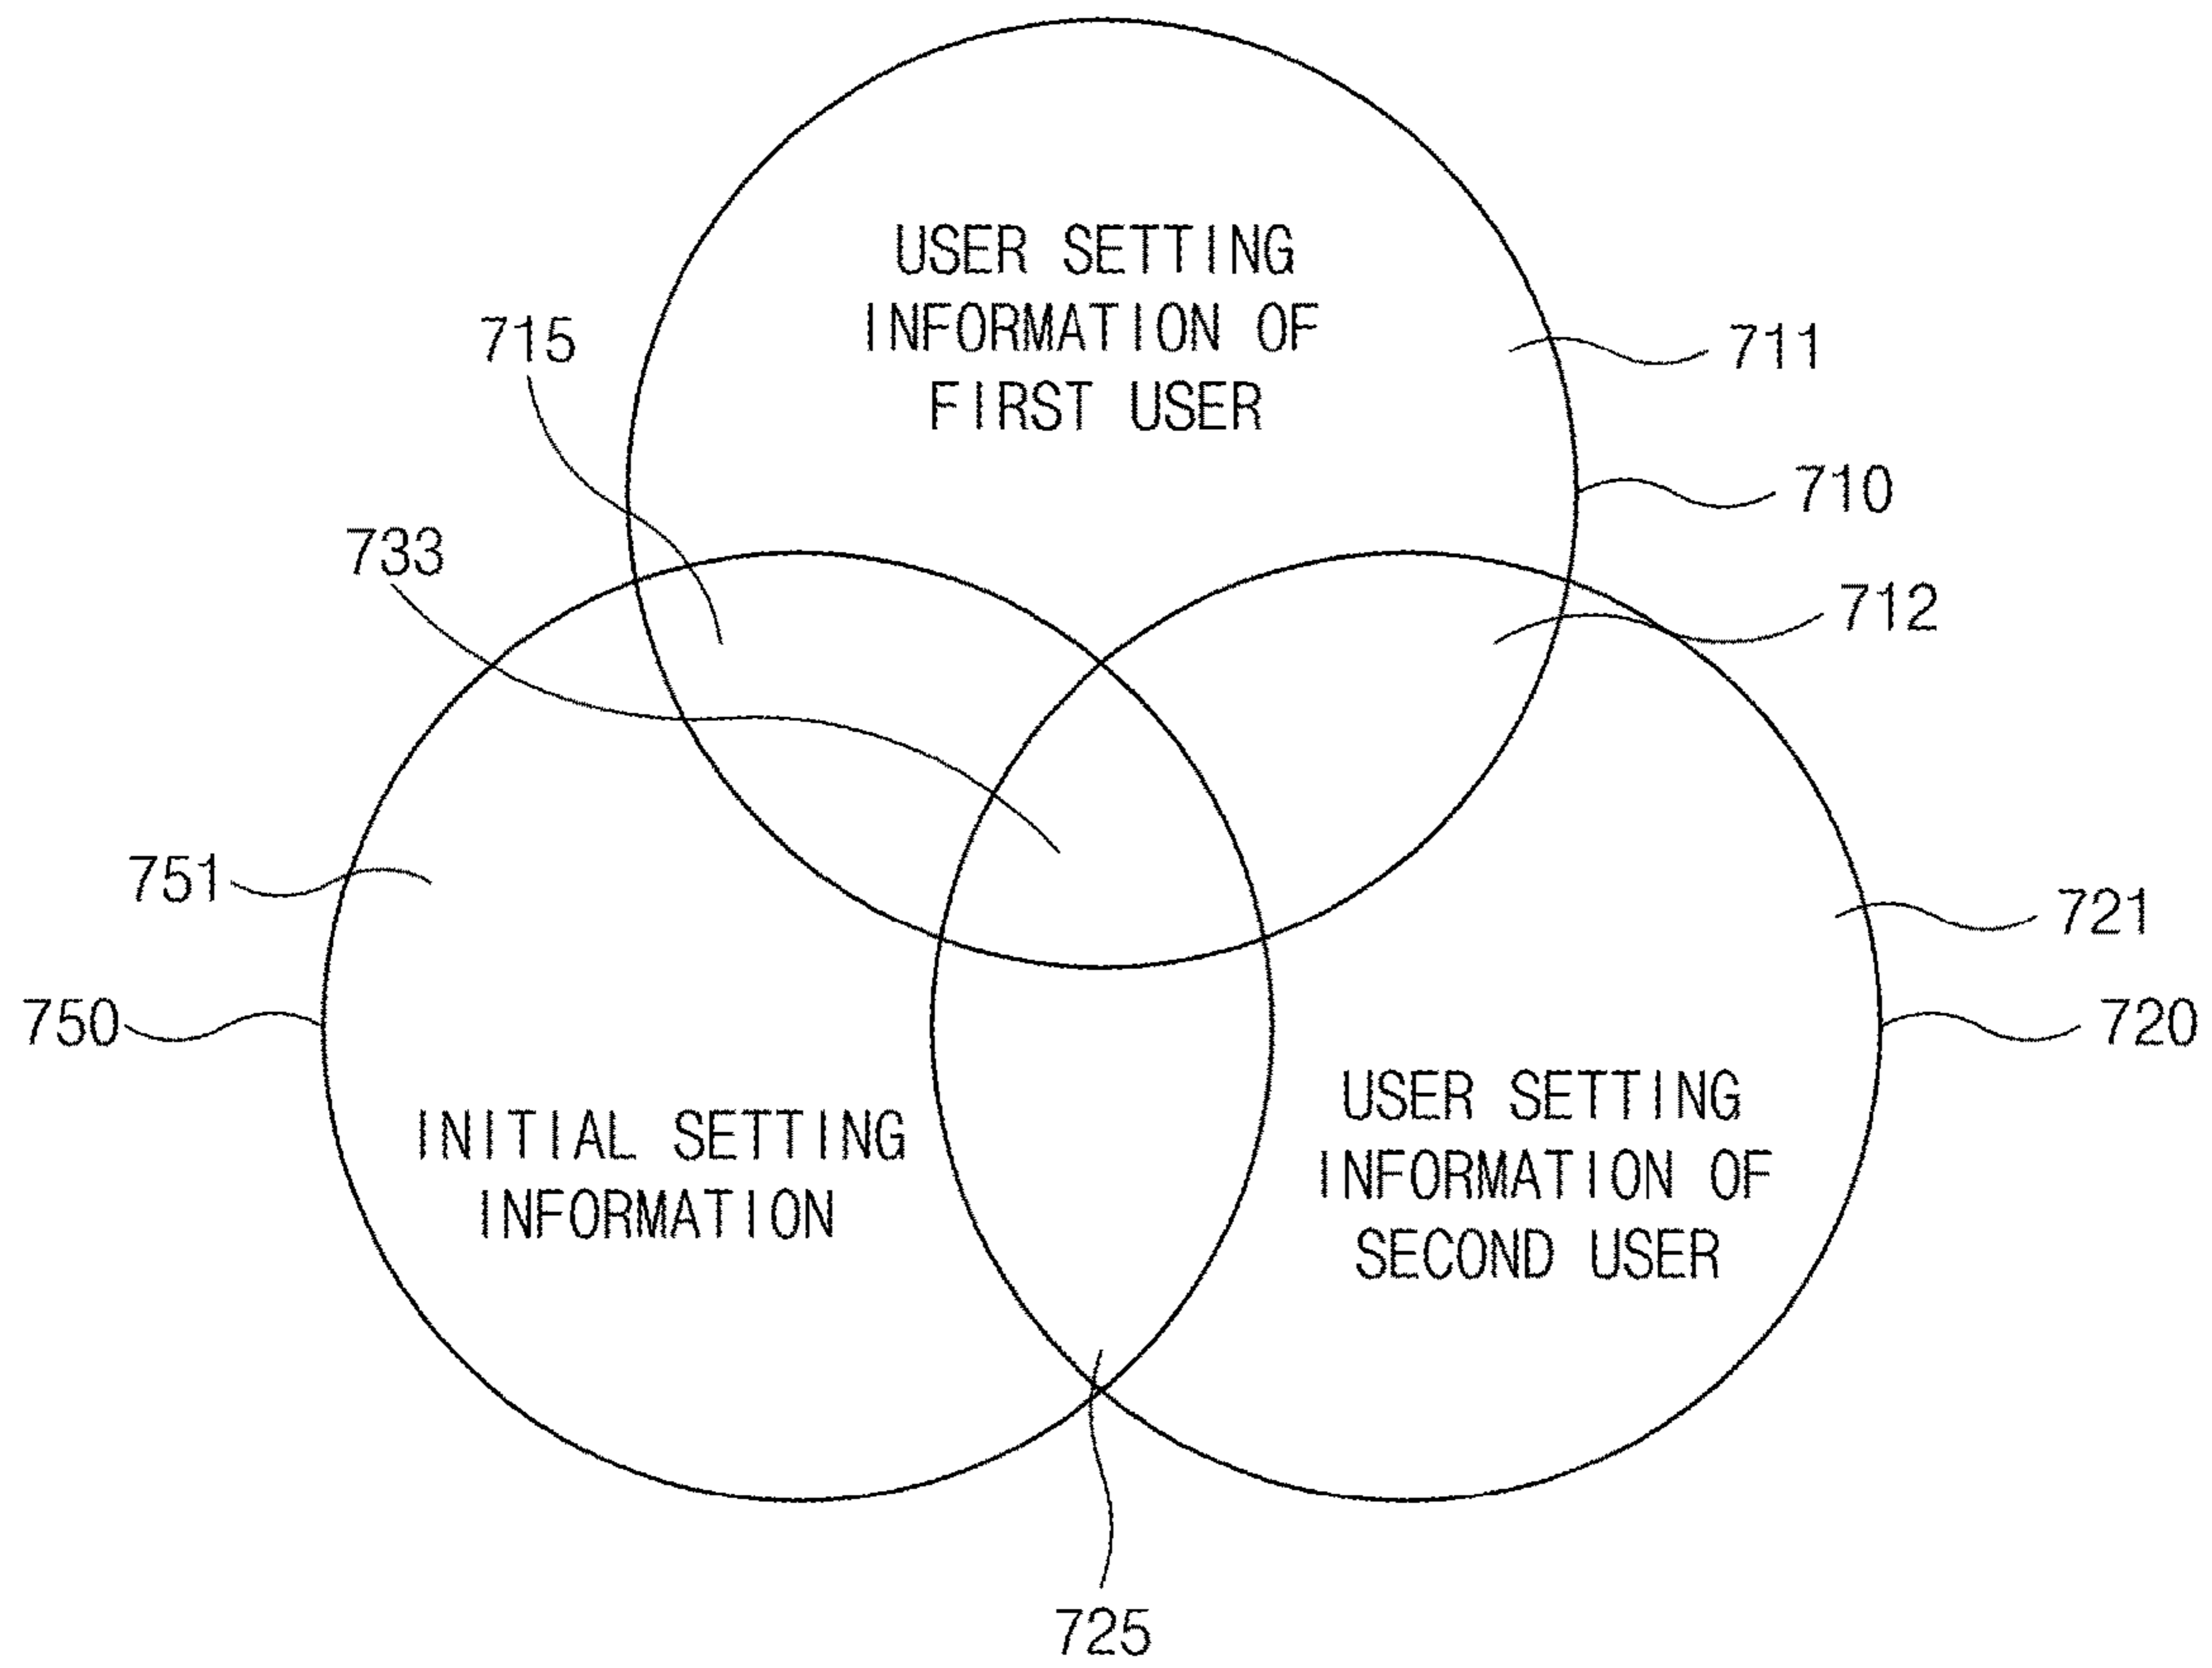 USER SETTING
INFORMATION OF
FIRST USER
715
711
710
733
712
751
721
750
720
INITIAL SETTING
INFORMATION
USER SETTING
INFORMATION OF
SECOND USER
725